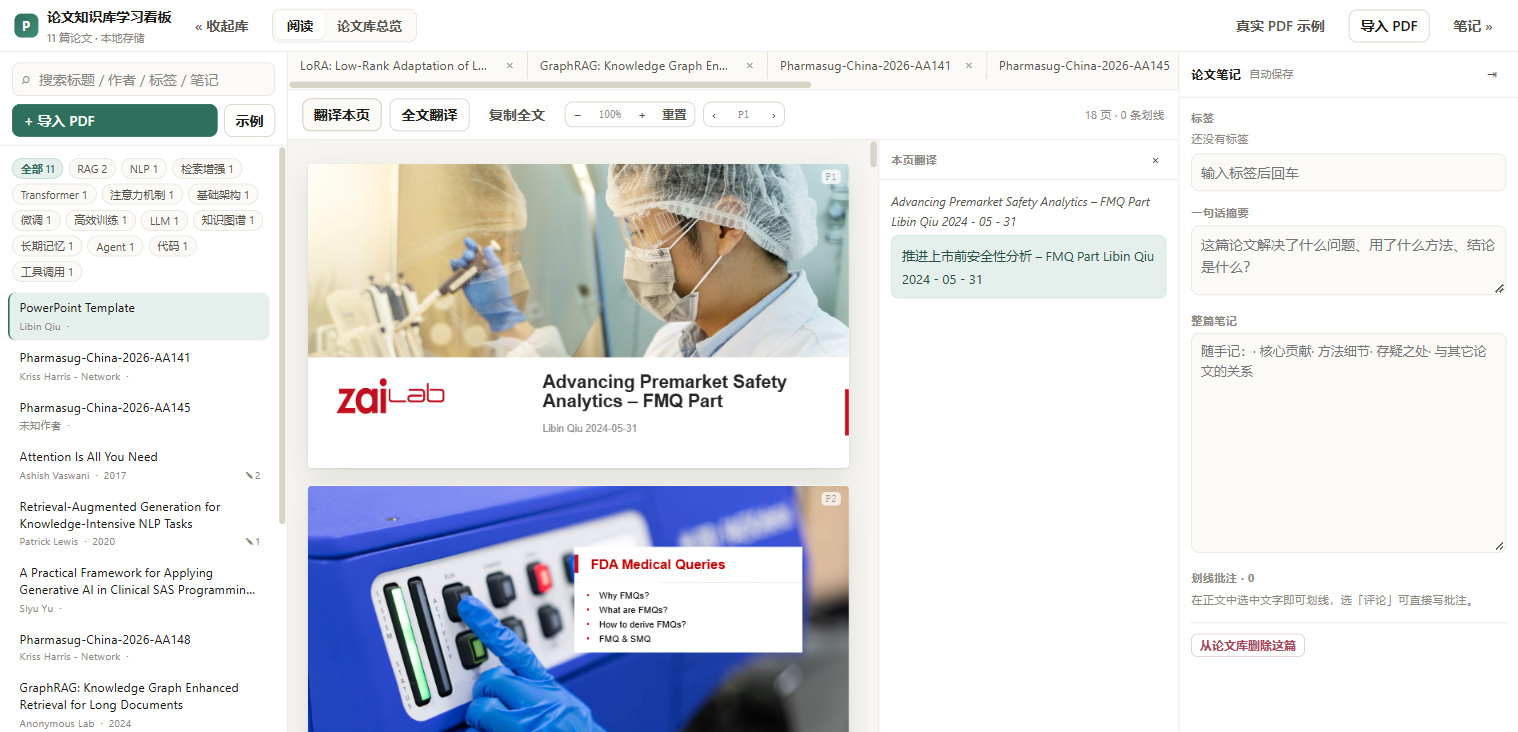 P
论文知识库学习看板
11 篇论文 · 本地存储
« 收起库
阅读
论文库总览
真实 PDF 示例
导入 PDF
笔记 »
搜索标题 / 作者 / 标签 / 笔记
+ 导入 PDF
示例
全部 11
RAG 2
NLP 1
检索增强 1
Transformer 1
注意力机制 1
基础架构 1
微调 1
高效训练 1
LLM 1
知识图谱 1
长期记忆 1
Agent 1
代码 1
工具调用 1
PowerPoint Template
Libin Qiu ·
Pharmasug-China-2026-AA141
Kriss Harris - Network ·
Pharmasug-China-2026-AA145
未知作者 ·
Attention Is All You Need
Ashish Vaswani · 2017
✎ 2
Retrieval-Augmented Generation for
Knowledge-Intensive NLP Tasks
Patrick Lewis · 2020
✎ 1
A Practical Framework for Applying
Generative AI in Clinical SAS Programmin...
Siyu Yu ·
Pharmasug-China-2026-AA148
Kriss Harris - Network ·
GraphRAG: Knowledge Graph Enhanced
Retrieval for Long Documents
Anonymous Lab · 2024
LoRA: Low-Rank Adaptation of L... ×
GraphRAG: Knowledge Graph En... ×
Pharmasug-China-2026-AA141 ×
Pharmasug-China-2026-AA145
翻译本页
全文翻译
复制全文
− 100% + 重置
‹ P1 ›
18 页 · 0 条划线
P1
zai Lab
Advancing Premarket Safety
Analytics – FMQ Part
Libin Qiu 2024-05-31
P2
FDA Medical Queries
• Why FMQs?
• What are FMQs?
• How to derive FMQs?
• FMQ & SMQ
SYSTEM STATUS
本页翻译
×
Advancing Premarket Safety Analytics – FMQ Part
Libin Qiu 2024 - 05 - 31
推进上市前安全性分析 – FMQ Part Libin Qiu
2024 - 05 - 31
论文笔记 自动保存
⇥
标签
还没有标签
输入标签后回车
一句话摘要
这篇论文解决了什么问题、用了什么方法、结论
是什么？
整篇笔记
随手记：· 核心贡献· 方法细节· 存疑之处· 与其它论
文的关系
划线批注 · 0
在正文中选中文字即可划线，选「评论」可直接写批注。
从论文库删除这篇